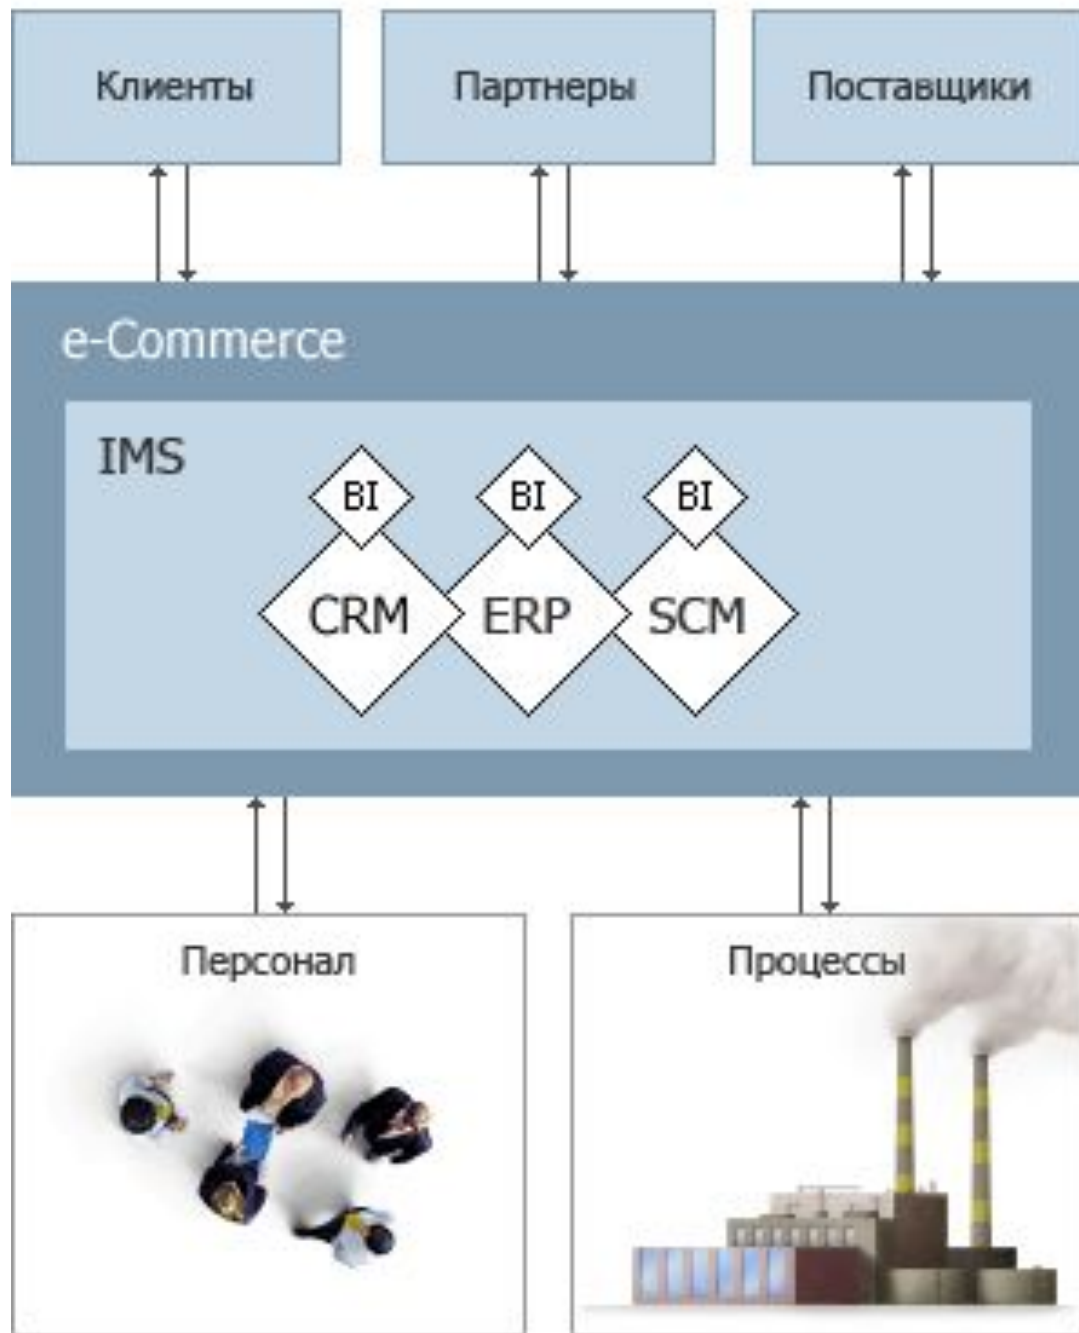 Клиенты
Партнеры
Поставщики
e-Commerce
IMS
BI
BI
BI
CRM
ERP
SCM
Персонал
Процессы